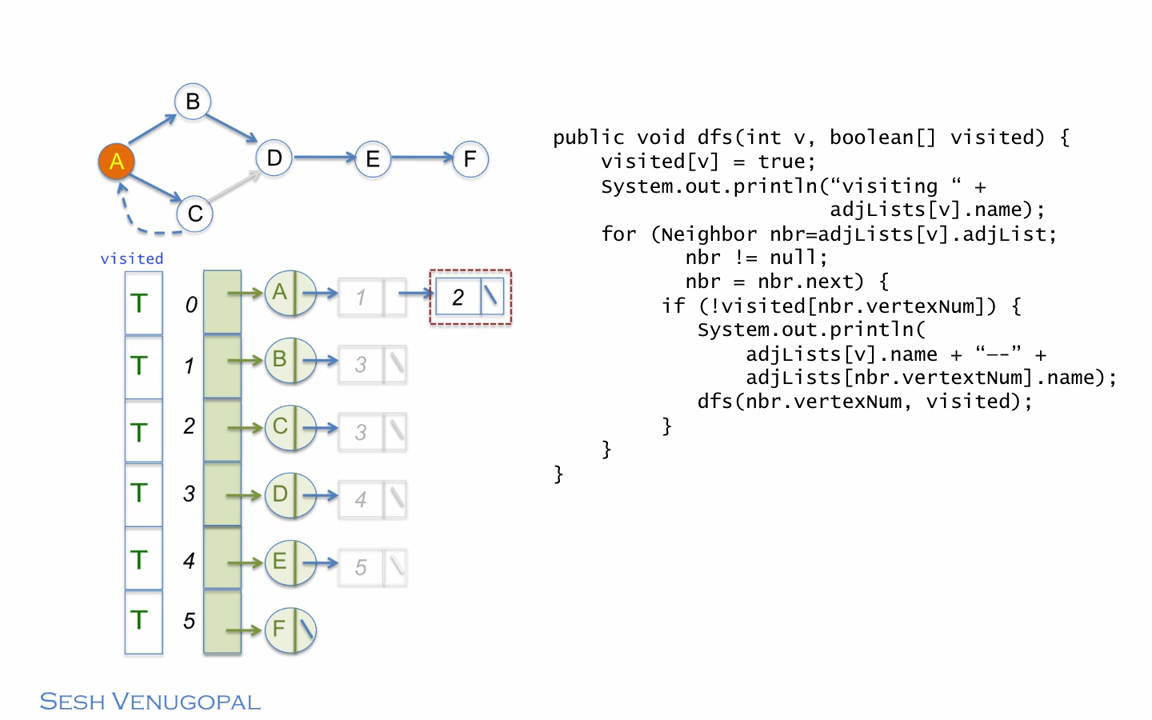 B
A
D
E
F
C
visited
T 0 A 1 2
T 1 B 3
T 2 C 3
T 3 D 4
T 4 E 5
T 5 F
public void dfs(int v, boolean[] visited) {
visited[v] = true;
System.out.println(“visiting “ +
adjLists[v].name);
for (Neighbor nbr=adjLists[v].adjList;
nbr != null;
nbr = nbr.next) {
if (!visited[nbr.vertexNum]) {
System.out.println(
adjLists[v].name + “—-” +
adjLists[nbr.vertextNum].name);
dfs(nbr.vertexNum, visited);
}
}
}
SESH VENUGOPAL